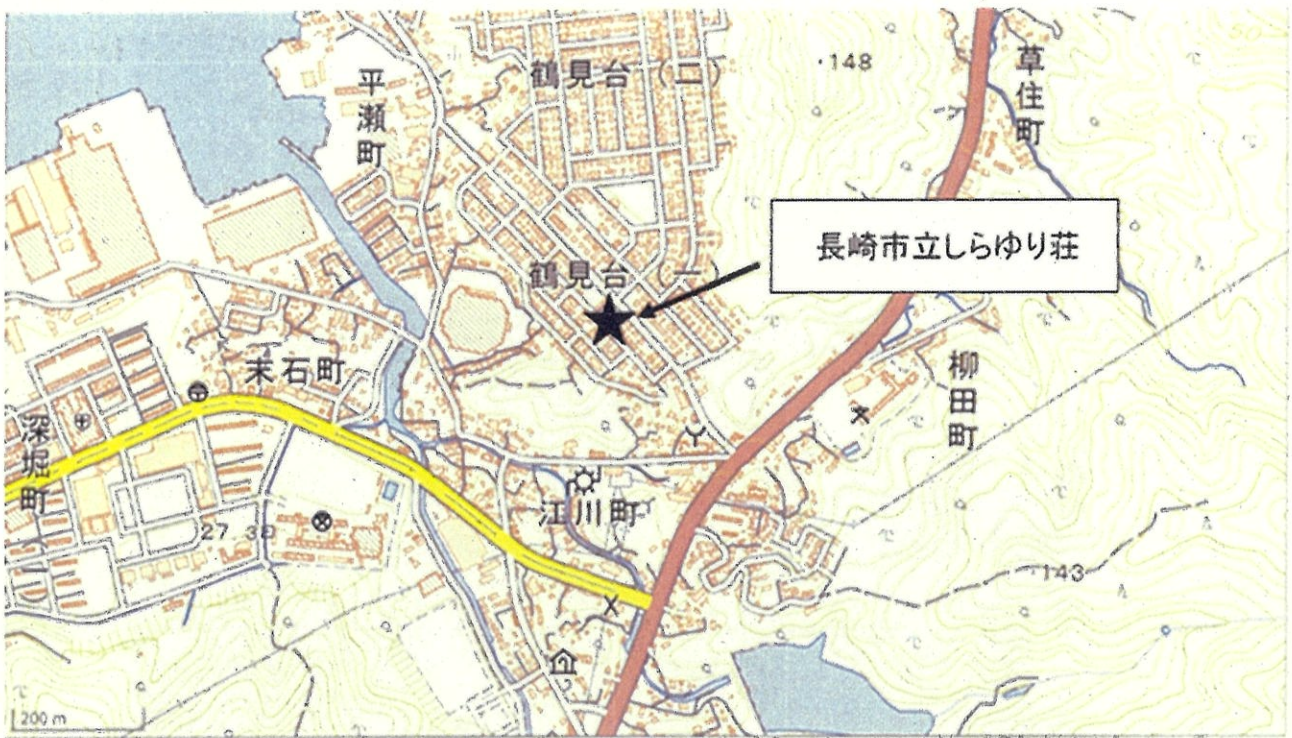 鶴見台（二）
・148
草住町
平瀬町
長崎市立しらゆり荘
鶴見台（一）
末石町
柳田町
深堀町
江川町
27
143
200 m